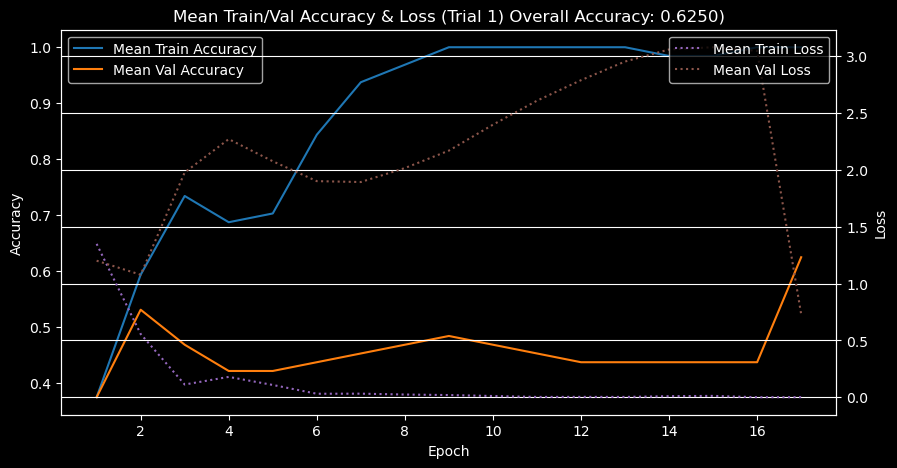 Mean Train/Val Accuracy & Loss (Trial 1) Overall Accuracy: 0.6250)
Mean Train Accuracy
Mean Val Accuracy
Mean Train Loss
Mean Val Loss
1.0
0.9
0.8
0.7
0.6
0.5
0.4
Accuracy
3.0
2.5
2.0
1.5
1.0
0.5
0.0
Loss
2 4 6 8 10 12 14 16
Epoch